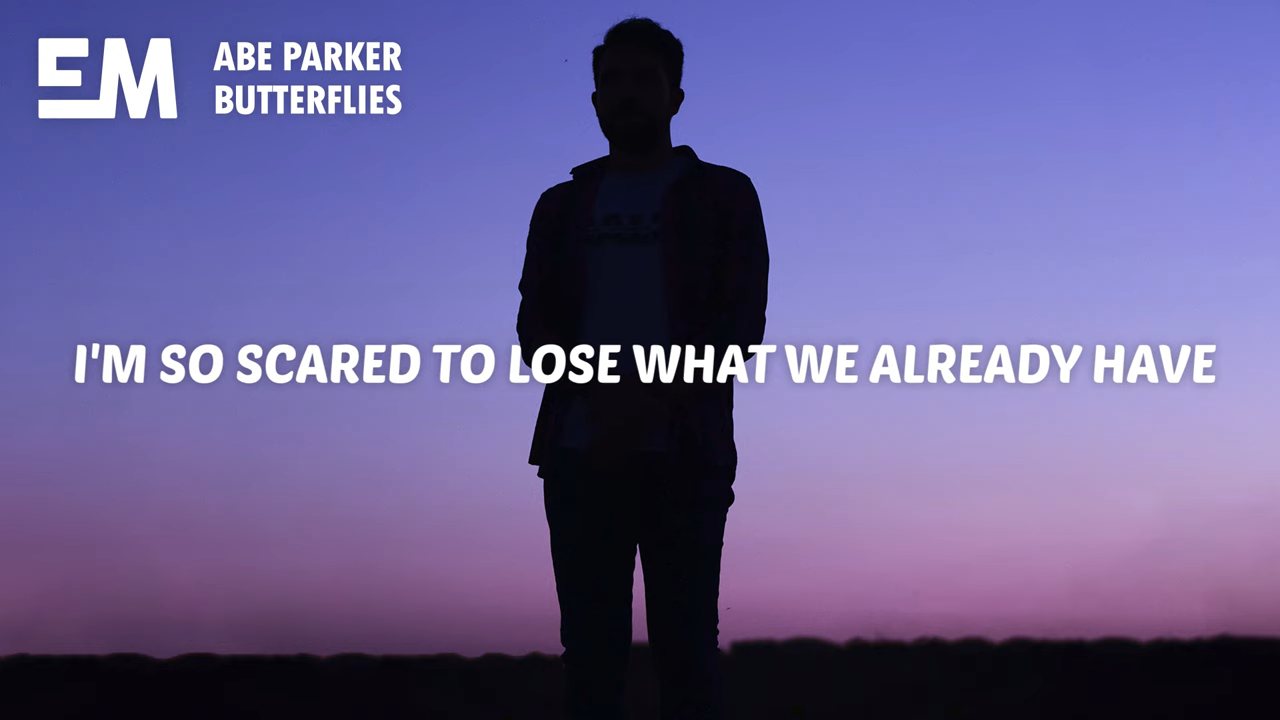 EM
ABE PARKER
BUTTERFLIES
I'M SO SCARED TO LOSE WHAT WE ALREADY HAVE